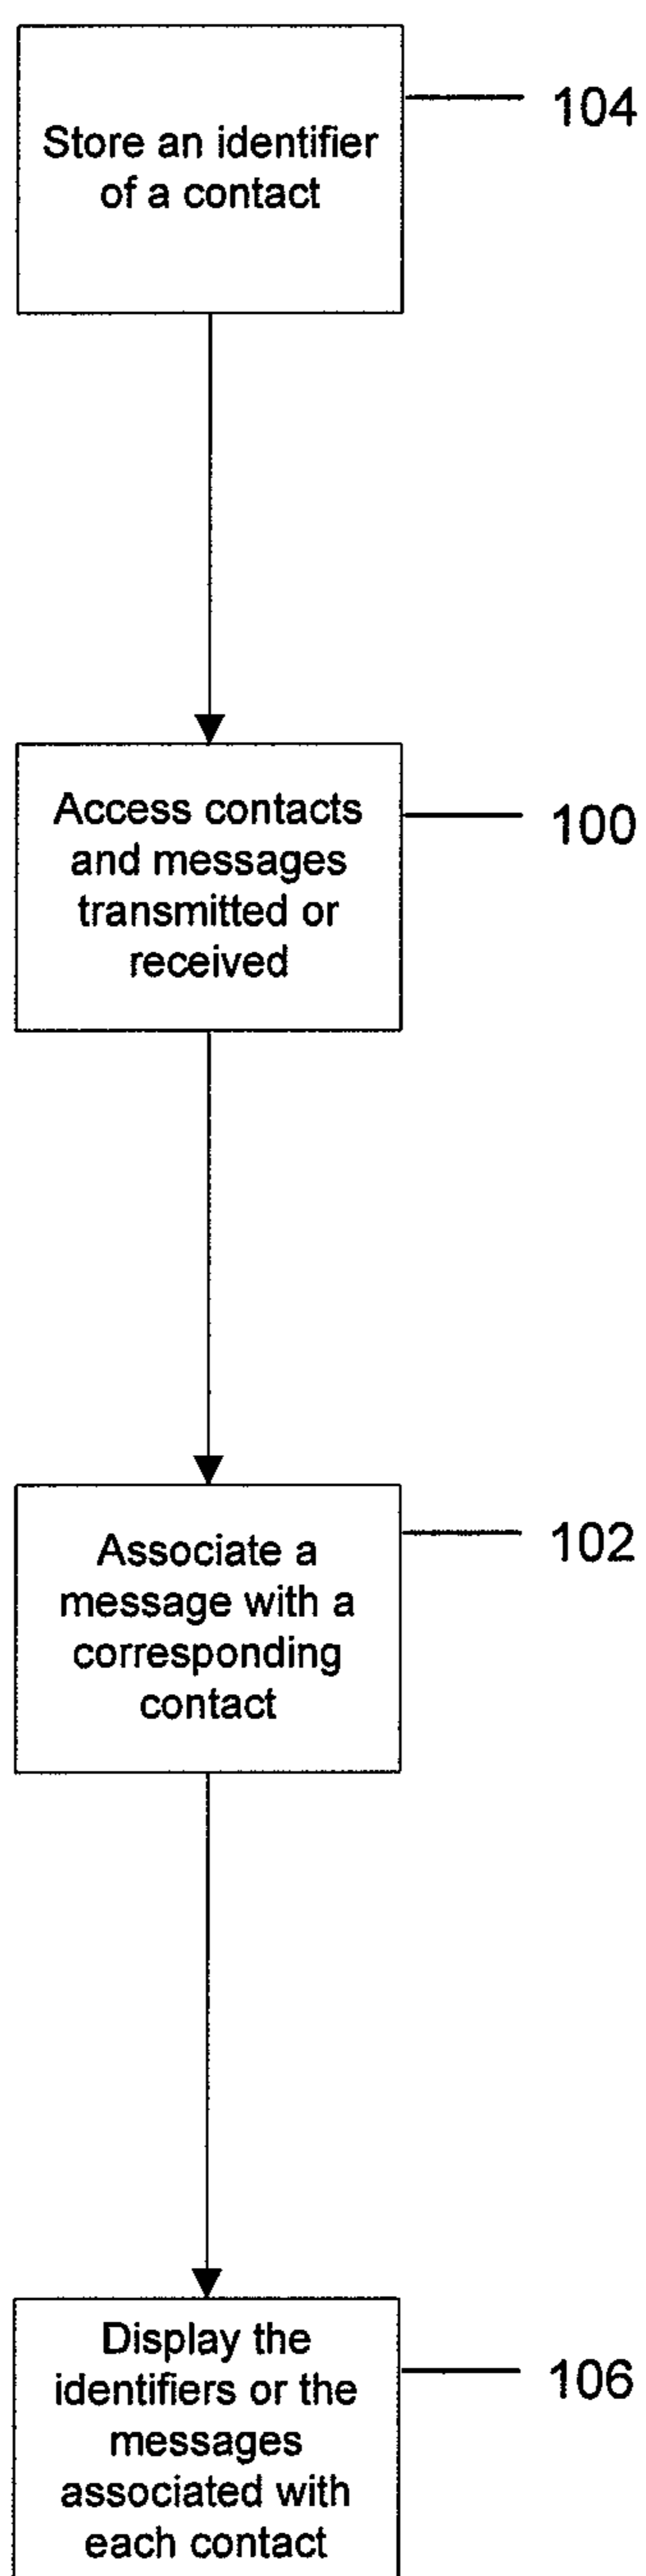 Store an identifier
of a contact
104
Access contacts
and messages
transmitted or
received
100
Associate a
message with a
corresponding
contact
102
Display the
identifiers or the
messages
associated with
each contact
106